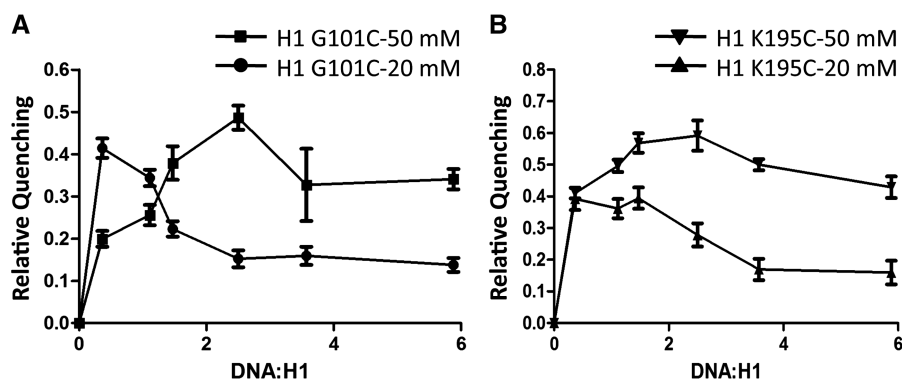 A
H1 G101C-50 mM
H1 G101C-20 mM
Relative Quenching
0.6
0.5
0.4
0.3
0.2
0.1
0.0
0
2
4
6
DNA:H1
B
H1 K195C-50 mM
H1 K195C-20 mM
Relative Quenching
0.8
0.7
0.6
0.5
0.4
0.3
0.2
0.1
0.0
0
2
4
6
DNA:H1